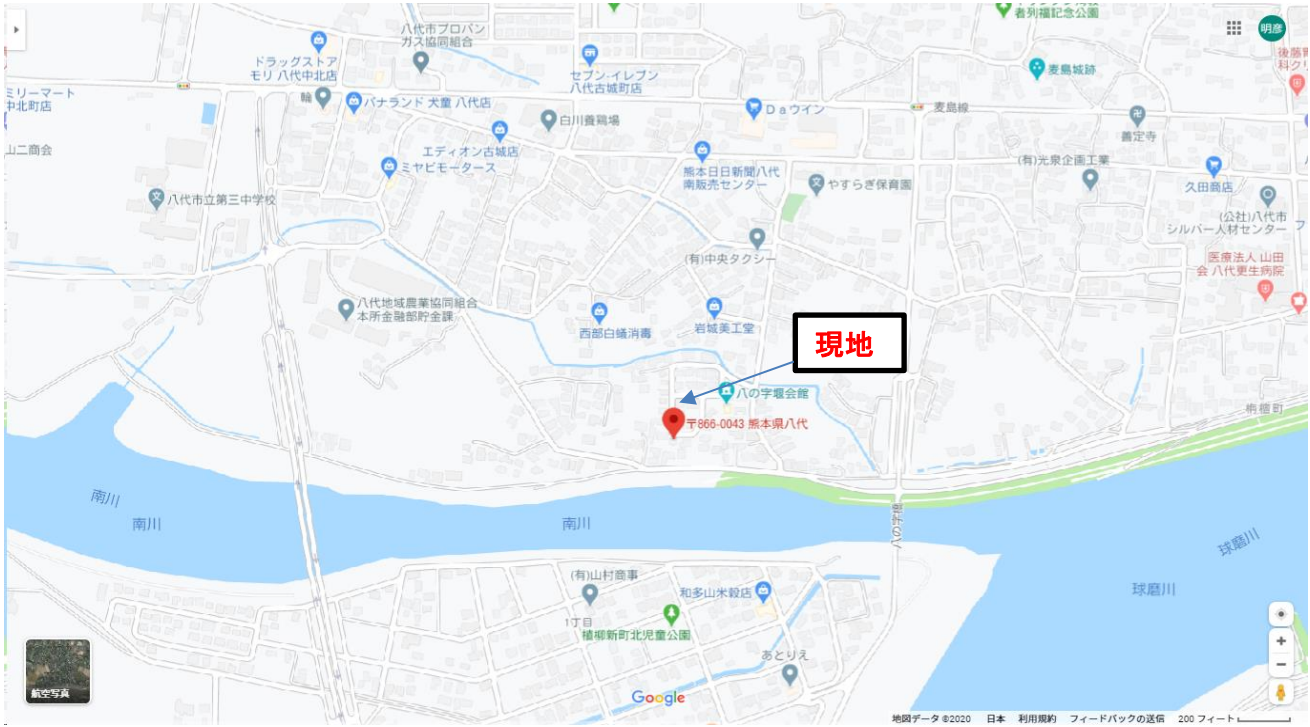 者列福記念公園
明彦
八代市プロパン
ガス協同組合
ドラッグストア
モリ 八代中北店
セブン-イレブン
八代古城町店
麦島城跡
ミリーマート
中北町店
輪
バナランド 犬童 八代店
白川養鶏場
Daウイン
麦島線
善定寺
山二商会
エディオン古城店
ミヤビモータース
熊本日日新聞八代
南販売センター
やすらぎ保育園
(有)光泉企画工業
久田商店
八代市立第三中学校
(公社)八代市
シルバー人材センター
(有)中央タクシー
医療法人 山田
会 八代更生病院
八代地域農業協同組合
本所金融部貯金課
西部白蟻消毒
岩城美工堂
現地
八の字堰会館
〒866-0043 熊本県八代
栴檀町
南川
南川
南川
八の字橋
球磨川
球磨川
(有)山村商事
和多山米穀店
1丁目
植柳新町北児童公園
あとりえ
航空写真
Google
地図データ ©2020 日本 利用規約 フィードバックの送信 200 フィート